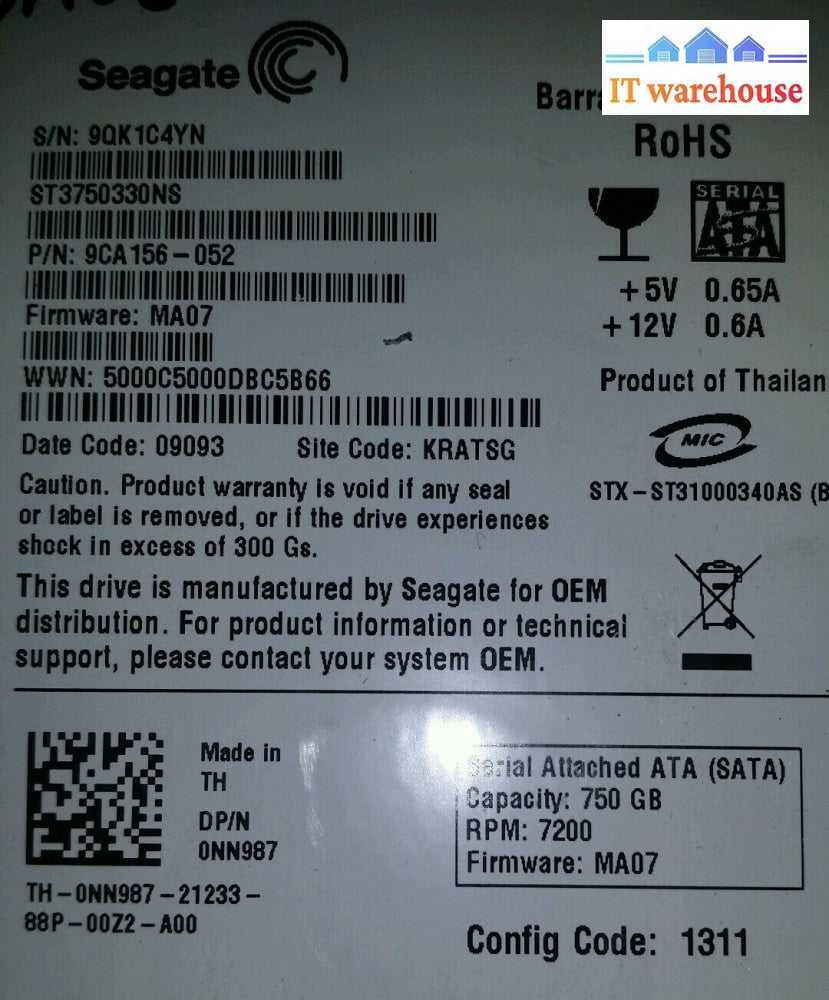 Seagate
IT warehouse
S/N: 9QK1C4YN
RoHS
ST3750330NS
SERIAL
ATA
P/N: 9CA156-052
+5V 0.65A
Firmware: MA07
+12V 0.6A
WWN: 5000C5000DBC5B66
Product of Thailan
Date Code: 09093 Site Code: KRATSG
MIC
Caution. Product warranty is void if any seal
or label is removed, or if the drive experiences
shock in excess of 300 Gs.
STX-ST31000340AS (B
This drive is manufactured by Seagate for OEM
distribution. For product information or technical
support, please contact your system OEM.
Made in
TH
DP/N
0NN987
TH-0NN987-21233-
88P-00Z2-A00
Serial Attached ATA (SATA)
Capacity: 750 GB
RPM: 7200
Firmware: MA07
Config Code: 1311